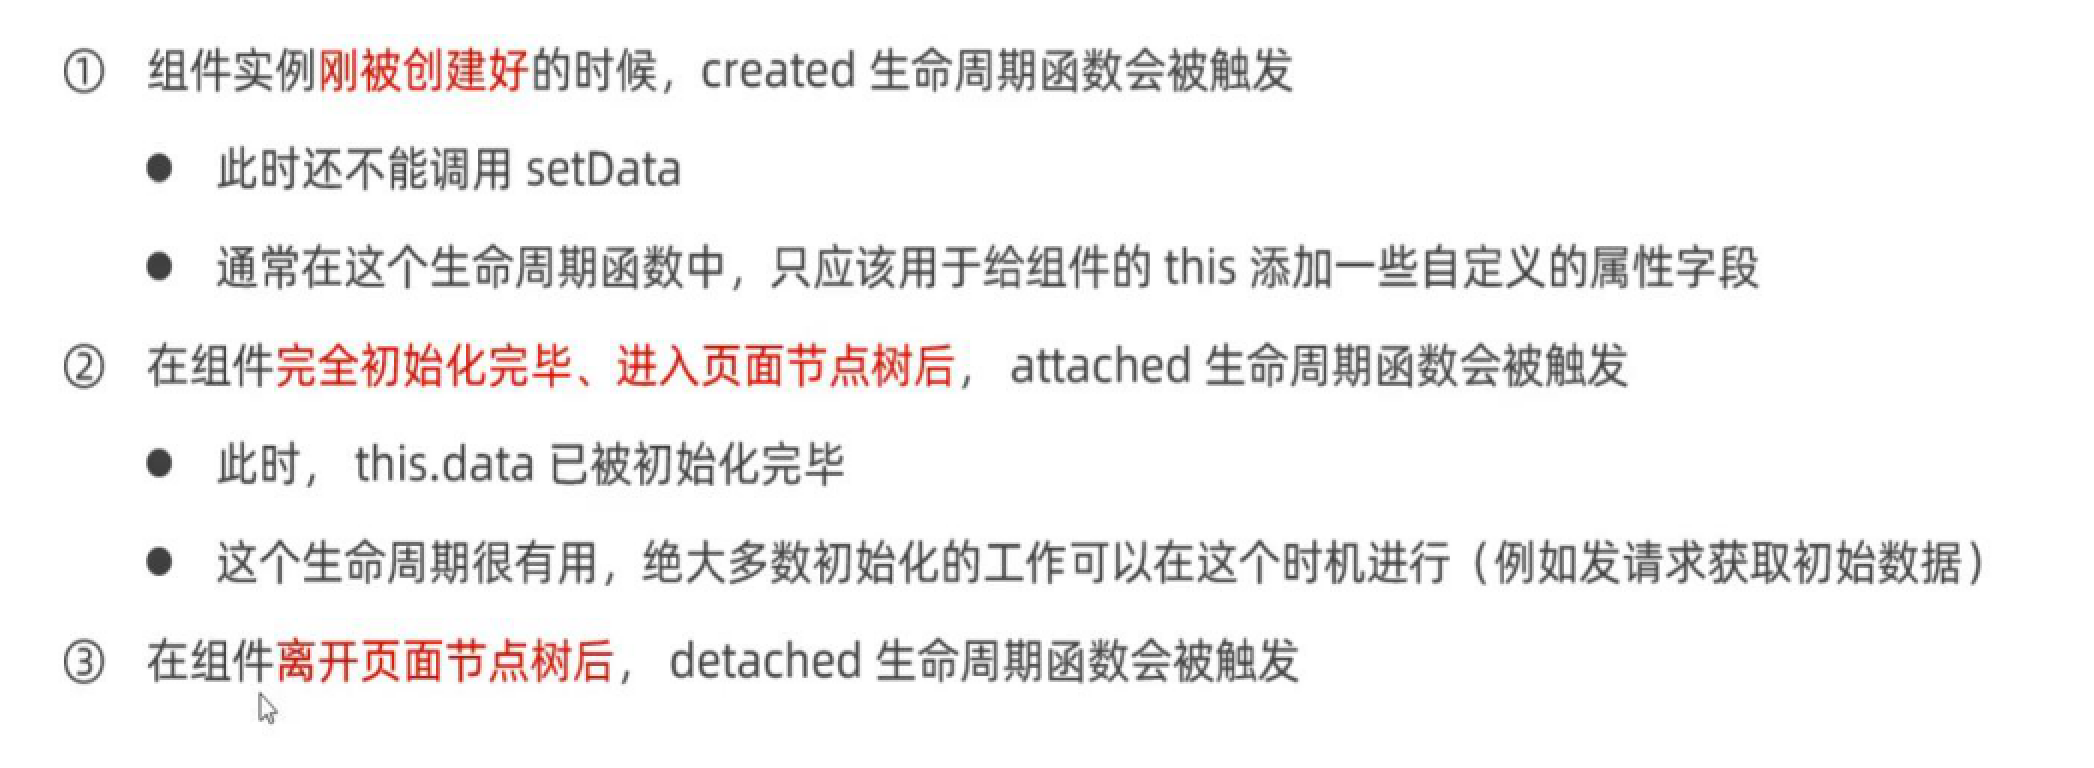 ① 组件实例刚被创建好的时候，created 生命周期函数会被触发
● 此时还不能调用 setData
● 通常在这个生命周期函数中，只应该用于给组件的 this 添加一些自定义的属性字段
② 在组件完全初始化完毕、进入页面节点树后， attached 生命周期函数会被触发
● 此时， this.data 已被初始化完毕
● 这个生命周期很有用，绝大多数初始化的工作可以在这个时机进行（例如发请求获取初始数据）
③ 在组件离开页面节点树后， detached 生命周期函数会被触发